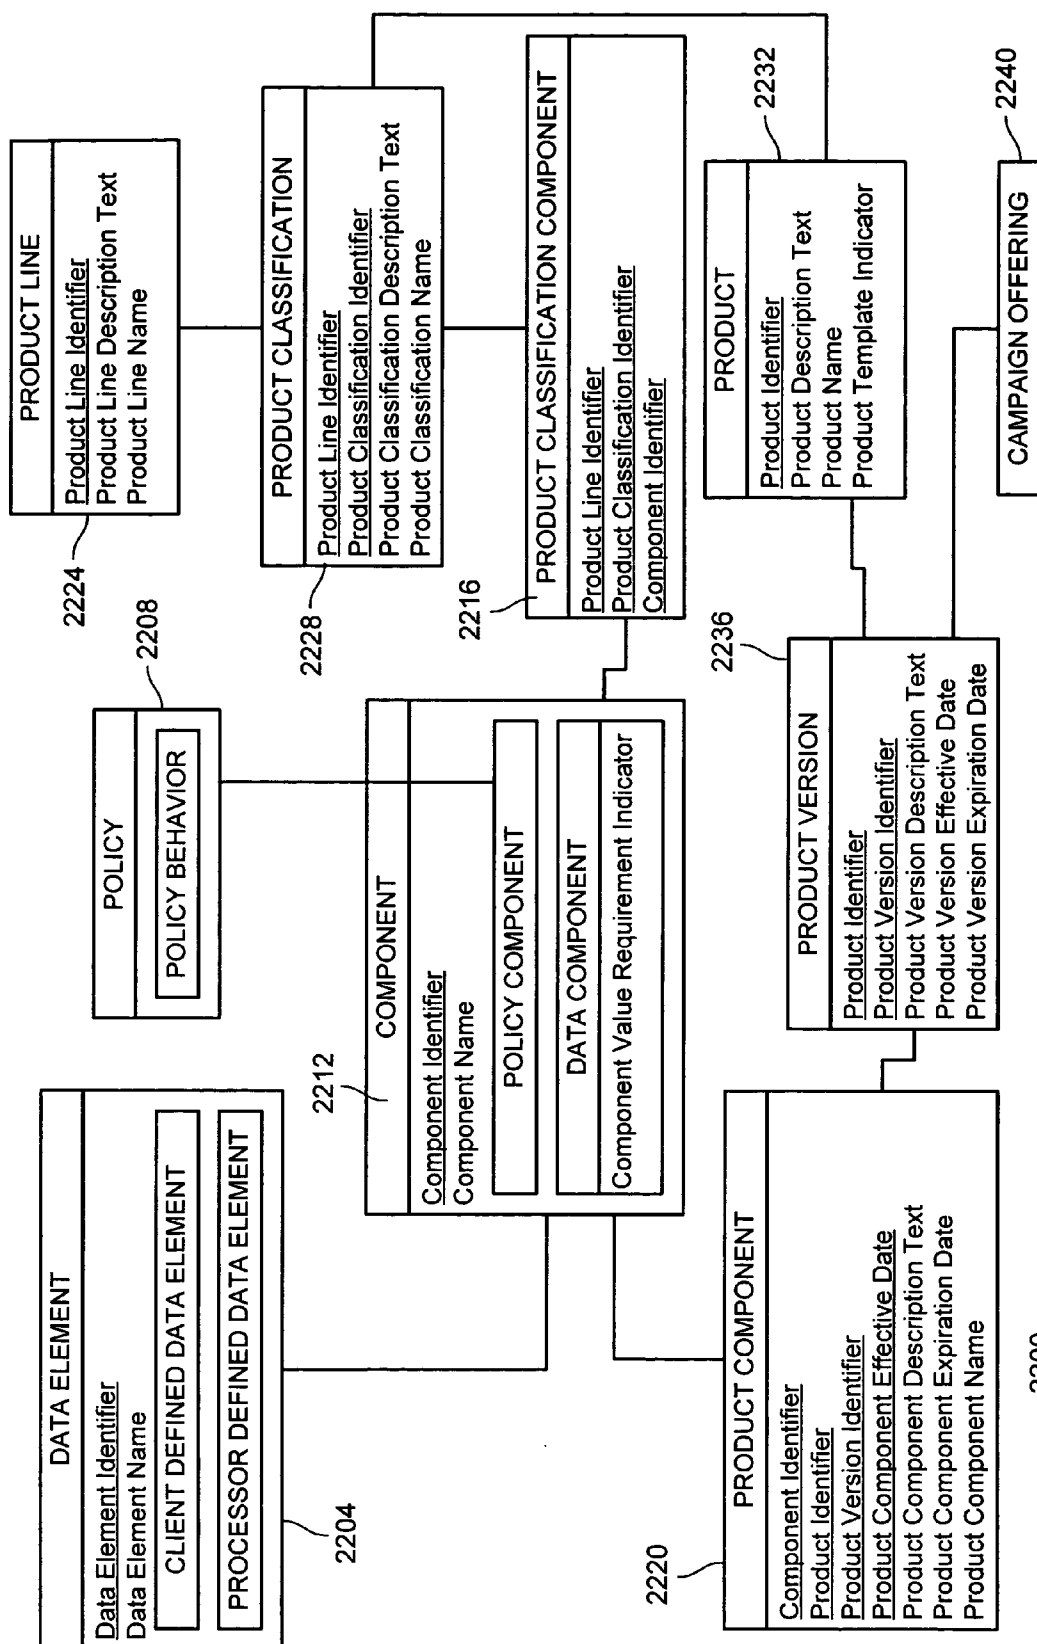 DATA ELEMENT
Data Element Identifier
Data Element Name
CLIENT DEFINED DATA ELEMENT
PROCESSOR DEFINED DATA ELEMENT
2204
POLICY
POLICY BEHAVIOR
2208
PRODUCT LINE
Product Line Identifier
Product Line Description Text
Product Line Name
2224
PRODUCT CLASSIFICATION
Product Line Identifier
Product Classification Identifier
Product Classification Description Text
Product Classification Name
2228
2212
COMPONENT
Component Identifier
Component Name
POLICY COMPONENT
DATA COMPONENT
Component Value Requirement Indicator
2216
PRODUCT CLASSIFICATION COMPONENT
Product Line Identifier
Product Classification Identifier
Component Identifier
2220
PRODUCT COMPONENT
Component Identifier
Product Identifier
Product Version Identifier
Product Component Effective Date
Product Component Description Text
Product Component Expiration Date
Product Component Name
2236
PRODUCT VERSION
Product Identifier
Product Version Identifier
Product Version Description Text
Product Version Effective Date
Product Version Expiration Date
2232
PRODUCT
Product Identifier
Product Description Text
Product Name
Product Template Indicator
2240
CAMPAIGN OFFERING